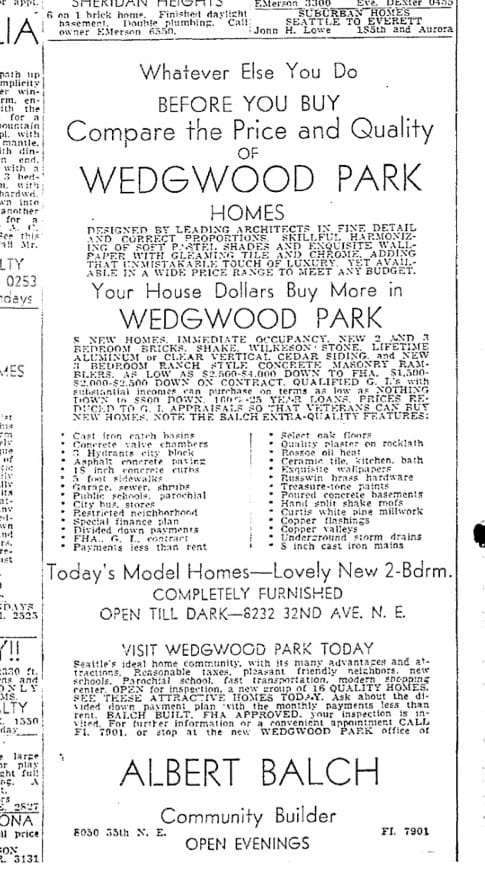 SHERIDAN HEIGHTS
6 on 1 brick home. Finished daylight
basement. Double plumbing. Call
owner EMerson 6550.
EMerson 3300 Eve. DExter 0455
SUBURBAN HOMES
SEATTLE TO EVERETT
John H. Lowe 185th and Aurora
Whatever Else You Do
BEFORE YOU BUY
Compare the Price and Quality
OF
WEDGWOOD PARK
HOMES
DESIGNED BY LEADING ARCHITECTS IN FINE DETAIL
AND CORRECT PROPORTIONS. SKILLFUL HARMONIZ-
ING OF SOFT PASTEL SHADES AND EXQUISITE WALL-
PAPER WITH GLEAMING TILE AND CHROME, ADDING
THAT UNMISTAKABLE TOUCH OF LUXURY. YET AVAIL-
ABLE IN A WIDE PRICE RANGE TO MEET ANY BUDGET.
Your House Dollars Buy More in
WEDGWOOD PARK
8 NEW HOMES, IMMEDIATE OCCUPANCY, NEW 2 AND 3
BEDROOM BRICKS, SHAKE, WILKESON STONE, LIFETIME
ALUMINUM or CLEAR VERTICAL CEDAR SIDING, and NEW
3 BEDROOM RANCH STYLE CONCRETE MASONRY RAM-
BLERS. AS LOW AS $2,500-$4,000 DOWN TO FHA. $1,500-
$2,000-$2,500 DOWN ON CONTRACT. QUALIFIED G. I.'s with
substantial incomes can purchase on terms as low as NOTHING
DOWN to $800 DOWN. 100%-25 YEAR LOANS. PRICES RE-
DUCED TO G. I. APPRAISALS SO THAT VETERANS CAN BUY
NEW HOMES. NOTE THE BALCH EXTRA-QUALITY FEATURES:
* Cast iron catch basins
* Concrete valve chambers
* 3 Hydrants city block
* Asphalt concrete paving
* 18 inch concrete curbs
* 5 foot sidewalks
* Garage, sewer, shrubs
* Public schools, parochial
* City bus, stores
* Restricted neighborhood
* Special finance plan
* Divided down payments
* FHA, G. I., contract
* Payments less than rent
* Select oak floors
* Quality plaster on rocklath
* Rossoe oil heat
* Ceramic tile, kitchen, bath
* Exquisite wallpapers
* Russwin brass hardware
* Treasure-tone paints
* Poured concrete basements
* Hand split shake roofs
* Curtis white pine millwork
* Copper flashings
* Copper valleys
* Underground storm drains
* 8 inch cast iron mains
Today's Model Homes—Lovely New 2-Bdrm.
COMPLETELY FURNISHED
OPEN TILL DARK—8232 32ND AVE. N. E.
VISIT WEDGWOOD PARK TODAY
Seattle's ideal home community, with its many advantages and at-
tractions. Reasonable taxes, pleasant friendly neighbors, new
schools. Parochial school, fast transportation, modern shopping
center. OPEN for inspection, a new group of 16 QUALITY HOMES.
SEE THESE ATTRACTIVE HOMES TODAY. Ask about the di-
vided down payment plan with the monthly payments less than
rent. BALCH BUILT, FHA APPROVED, your inspection is in-
vited. For further information or a convenient appointment CALL
FI. 7901, or stop at the new WEDGWOOD PARK office of
ALBERT BALCH
Community Builder
8050 35th N. E. FI. 7901
OPEN EVENINGS